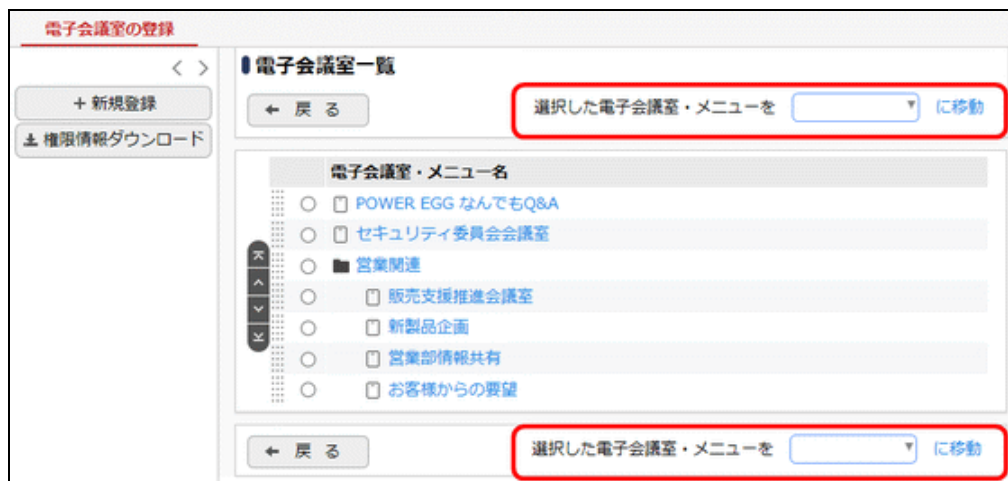 電子会議室の登録
＋新規登録
権限情報ダウンロード
電子会議室一覧
← 戻 る
選択した電子会議室・メニューを に移動
電子会議室・メニュー名
POWER EGG なんでもQ&A
セキュリティ委員会会議室
営業関連
販売支援推進会議室
新製品企画
営業部情報共有
お客様からの要望
← 戻 る
選択した電子会議室・メニューを に移動